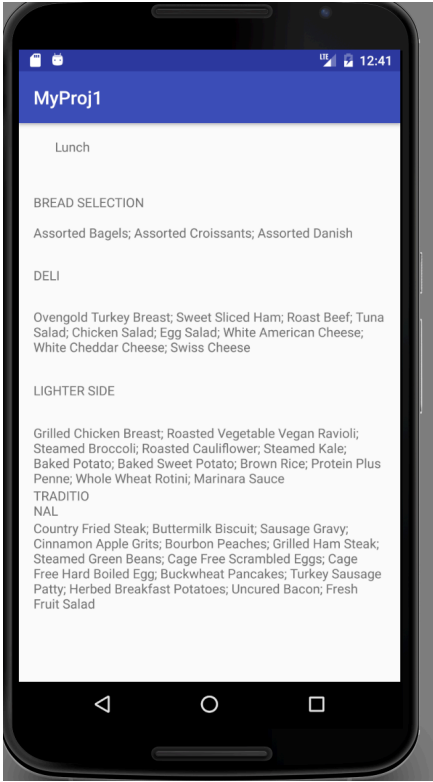 LTE 12:41
MyProj1
Lunch
BREAD SELECTION
Assorted Bagels; Assorted Croissants; Assorted Danish
DELI
Ovengold Turkey Breast; Sweet Sliced Ham; Roast Beef; Tuna
Salad; Chicken Salad; Egg Salad; White American Cheese;
White Cheddar Cheese; Swiss Cheese
LIGHTER SIDE
Grilled Chicken Breast; Roasted Vegetable Vegan Ravioli;
Steamed Broccoli; Roasted Cauliflower; Steamed Kale;
Baked Potato; Baked Sweet Potato; Brown Rice; Protein Plus
Penne; Whole Wheat Rotini; Marinara Sauce
TRADITIO
NAL
Country Fried Steak; Buttermilk Biscuit; Sausage Gravy;
Cinnamon Apple Grits; Bourbon Peaches; Grilled Ham Steak;
Steamed Green Beans; Cage Free Scrambled Eggs; Cage
Free Hard Boiled Egg; Buckwheat Pancakes; Turkey Sausage
Patty; Herbed Breakfast Potatoes; Uncured Bacon; Fresh
Fruit Salad